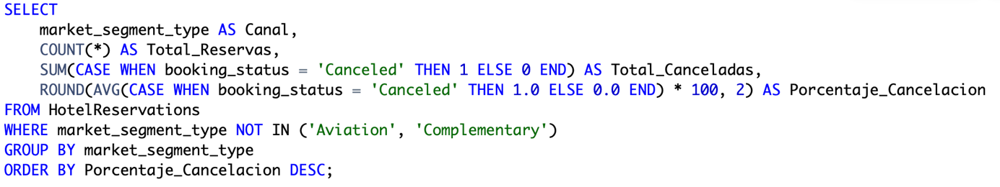 SELECT
    market_segment_type AS Canal,
    COUNT(*) AS Total_Reservas,
    SUM(CASE WHEN booking_status = 'Canceled' THEN 1 ELSE 0 END) AS Total_Canceladas,
    ROUND(AVG(CASE WHEN booking_status = 'Canceled' THEN 1.0 ELSE 0.0 END) * 100, 2) AS Porcentaje_Cancelacion
FROM HotelReservations
WHERE market_segment_type NOT IN ('Aviation', 'Complementary')
GROUP BY market_segment_type
ORDER BY Porcentaje_Cancelacion DESC;